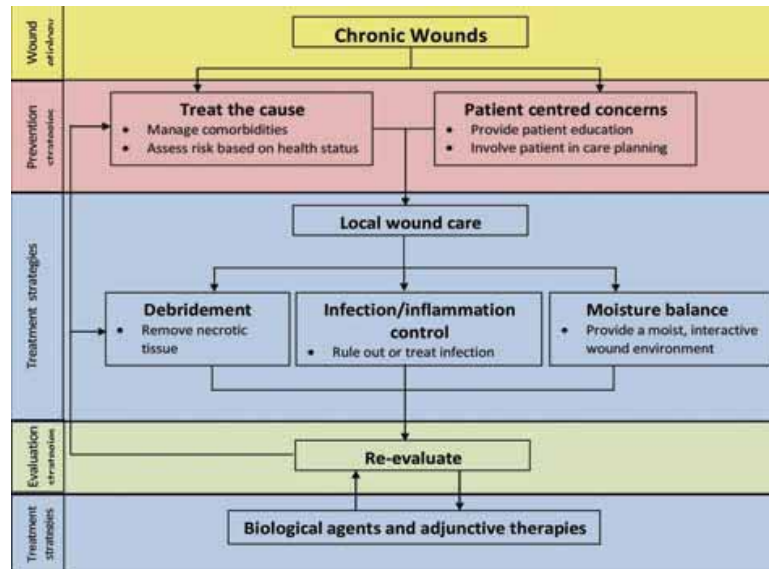 Wound
Chronic Wounds
Prevention
Treat the cause
• Manage comorbidities
• Assess risk based on health status
Patient centred concerns
• Provide patient education
• Involve patient in care planning
Treatment strategies
Local wound care
Debridement
• Remove necrotic
tissue
Infection/inflammation
control
• Rule out or treat infection
Moisture balance
• Provide a moist, interactive
wound environment
Evaluation
Re-evaluate
Treatment
strategies
Biological agents and adjunctive therapies